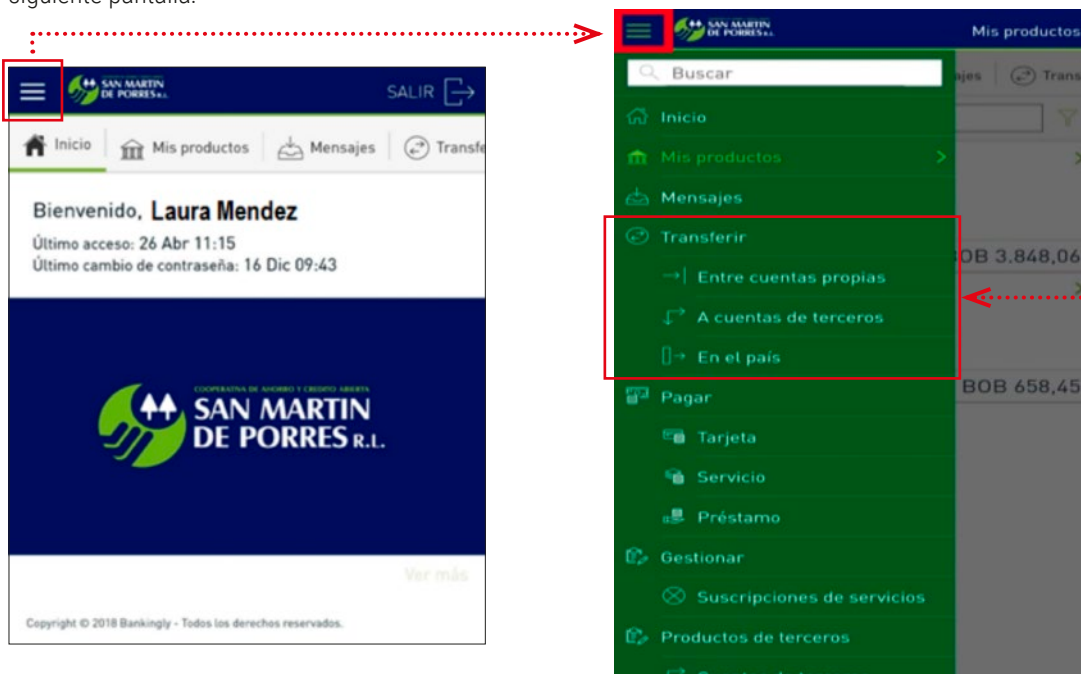 siguiente pantalla:
SAN MARTIN
DE PORRES R.L.
SALIR
Inicio
Mis productos
Mensajes
Transfe
Bienvenido, Laura Mendez
Último acceso: 26 Abr 11:15
Último cambio de contraseña: 16 Dic 09:43
COOPERATIVA DE AHORRO Y CREDITO ABIERTA
SAN MARTIN
DE PORRES R.L.
Ver más
Copyright © 2018 Bankingly - Todos los derechos reservados.
SAN MARTIN
DE PORRES R.L.
Mis productos
Buscar
ajes
Trans
Inicio
Mis productos
Mensajes
Transferir
BOB 3.848,06
Entre cuentas propias
A cuentas de terceros
En el país
BOB 658,45
Pagar
Tarjeta
Servicio
Préstamo
Gestionar
Suscripciones de servicios
Productos de terceros